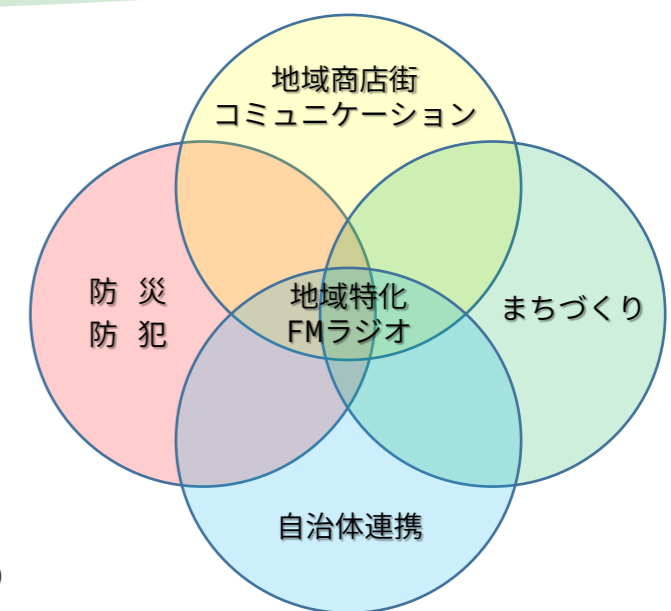 地域商店街
コミュニケーション
防 災
防 犯
地域特化
FMラジオ
まちづくり
自治体連携
)